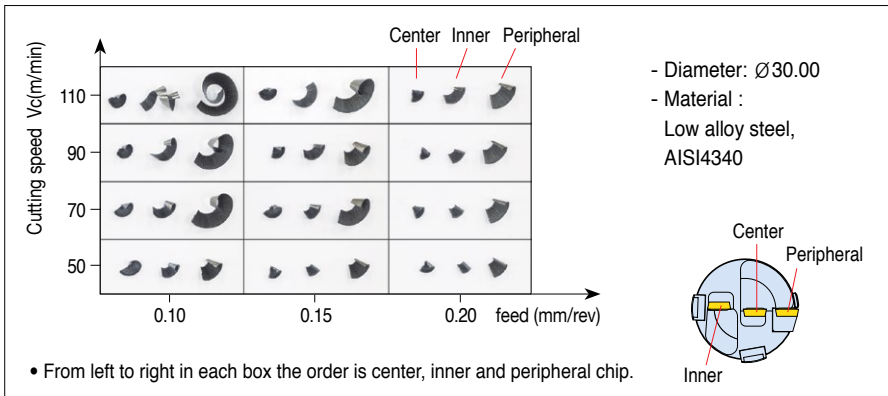 Center Inner Peripheral
Cutting speed Vc(m/min)
110
90
70
50
0.10 0.15 0.20 feed (mm/rev)
- Diameter: Ø30.00
- Material :
Low alloy steel,
AISI4340
Center
Peripheral
Inner
• From left to right in each box the order is center, inner and peripheral chip.